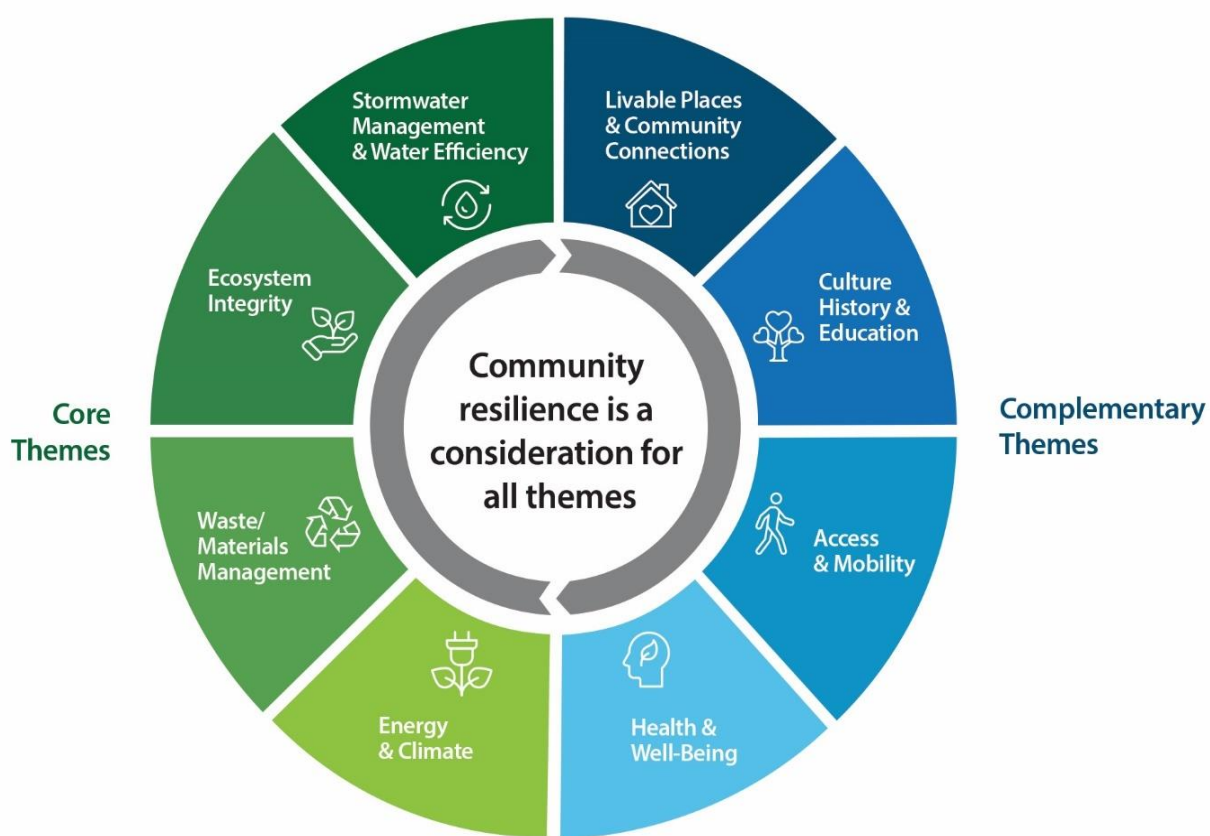 Stormwater
Management
& Water Efficiency
Livable Places
& Community
Connections
Ecosystem
Integrity
Culture
History &
Education
Core
Themes
Community
resilience is a
consideration for
all themes
Complementary
Themes
Waste/
Materials
Management
Access
& Mobility
Energy
& Climate
Health &
Well-Being